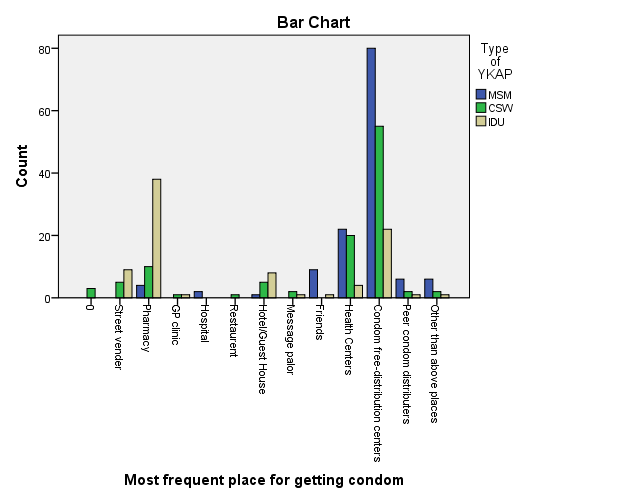 Bar Chart
Type
of
YKAP
MSM
CSW
IDU
Count
80
60
40
20
0
0
Street vender
Pharmacy
GP clinic
Hospital
Restaurent
Hotel/Guest House
Message palor
Friends
Health Centers
Condom free-distribution centers
Peer condom distributers
Other than above places
Most frequent place for getting condom